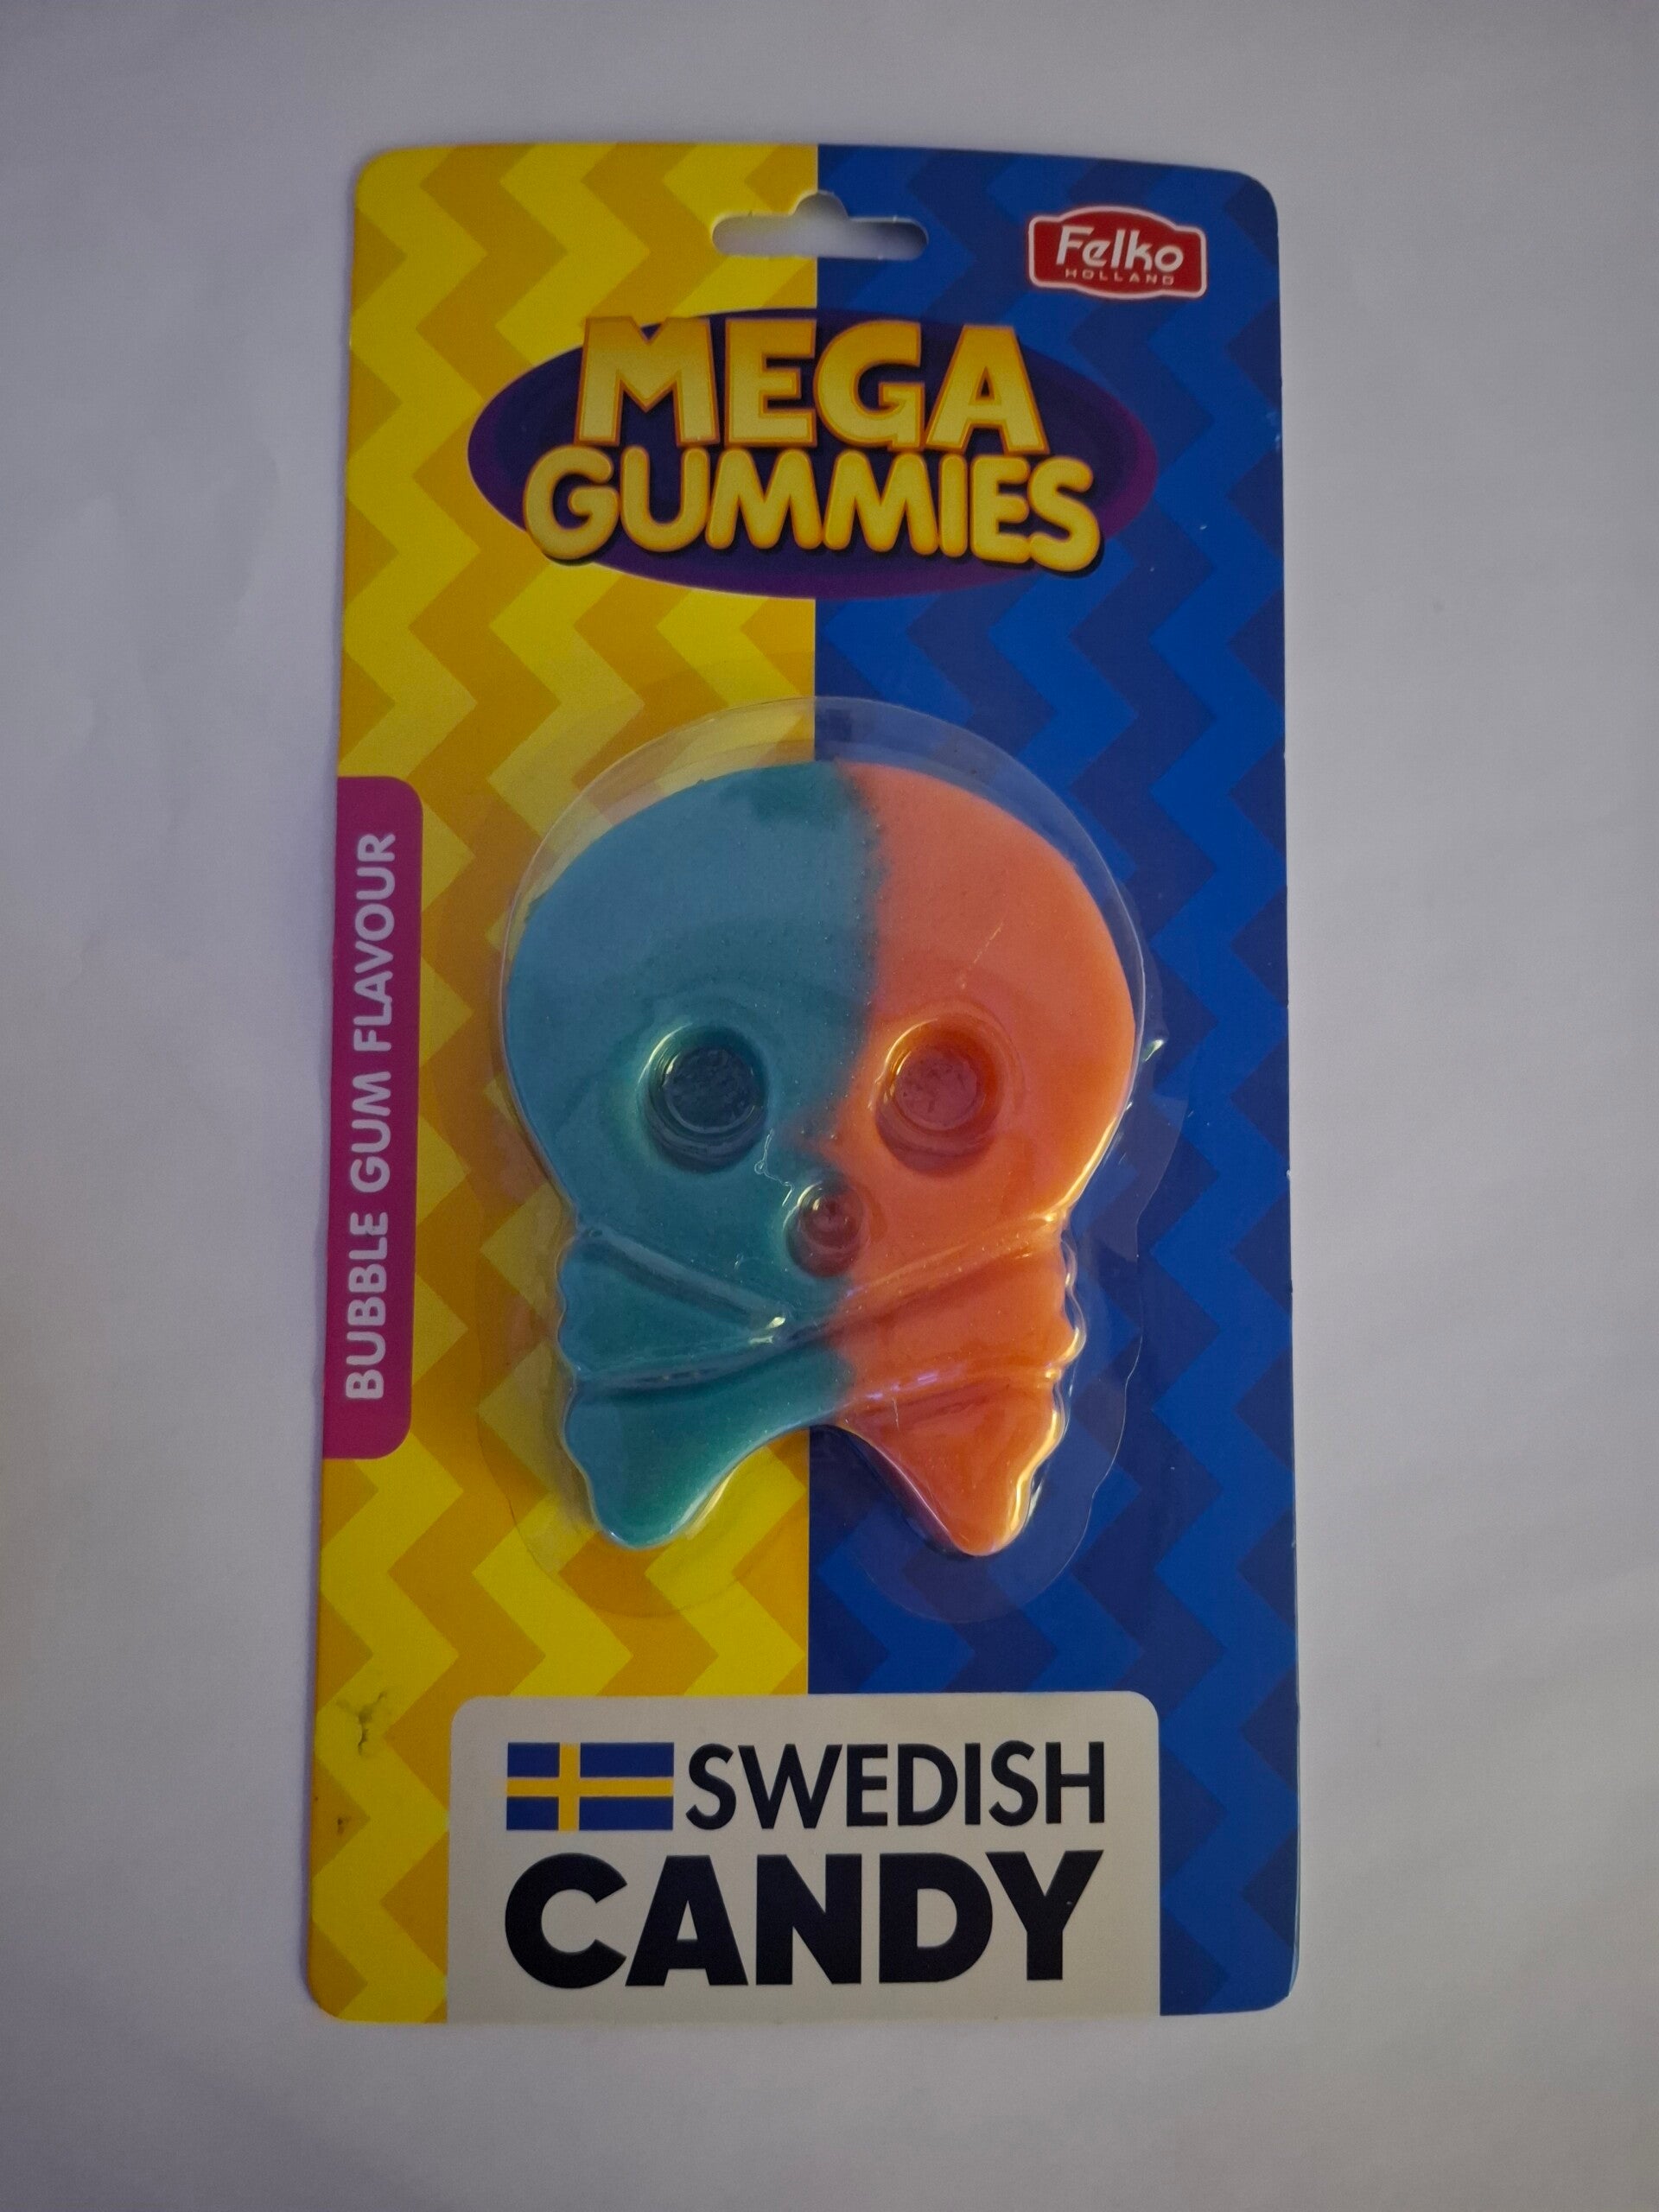 Felko
HOLLAND
MEGA
GUMMIES
BUBBLE GUM FLAVOUR
SWEDISH
CANDY